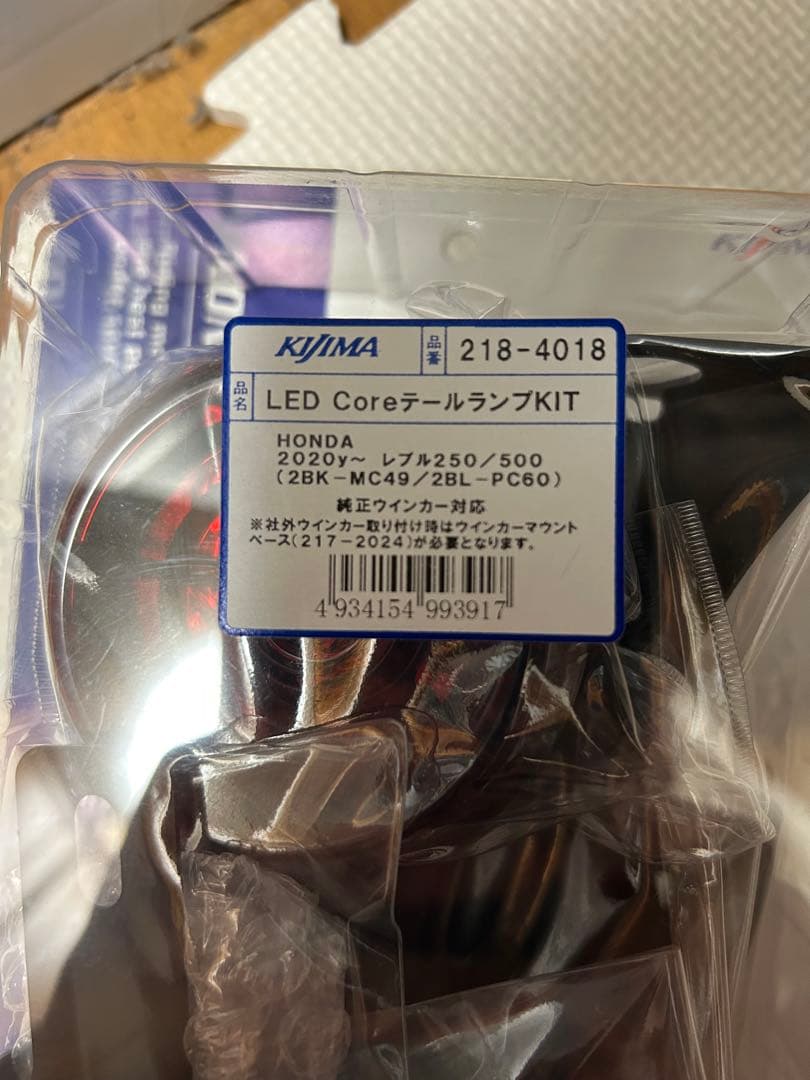 KIJIMA 品番 218-4018
品名 LED CoreテールランプKIT
HONDA
2020y～ レブル250／500
(2BK－MC49／2BL－PC60)
純正ウインカー対応
※社外ウインカー取り付け時はウインカーマウント
ベース(217－2024)が必要となります。
4 934154 993917